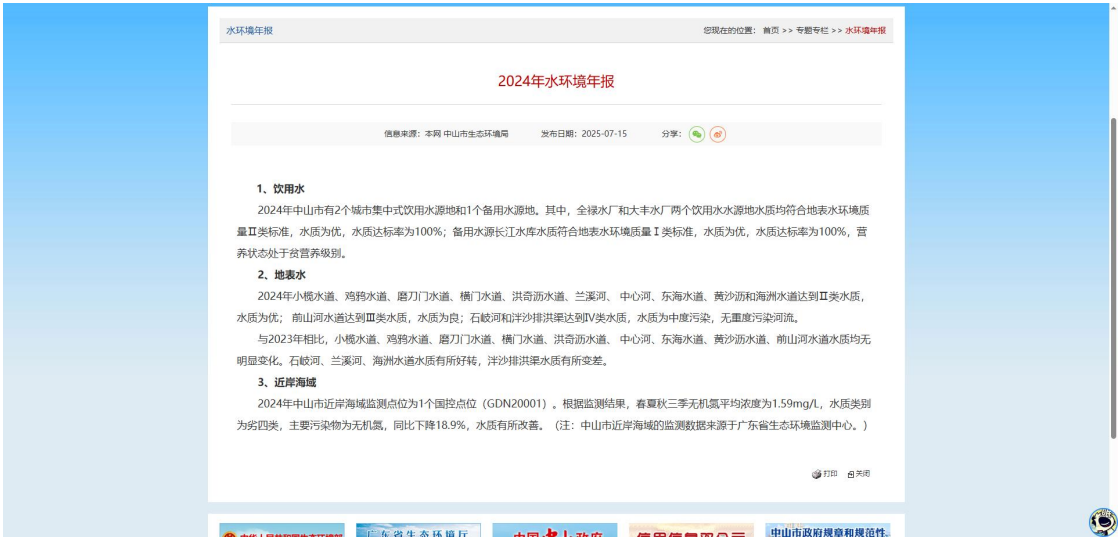 水环境年报
您现在的位置： 首页 >> 专题专栏 >> 水环境年报
2024年水环境年报
信息来源：本网 中山市生态环境局 发布日期：2025-07-15 分享：
1、饮用水
2024年中山市有2个城市集中式饮用水源地和1个备用水源地。其中，全禄水厂和大丰水厂两个饮用水水源地水质均符合地表水环境质
量Ⅱ类标准，水质为优，水质达标率为100%；备用水源长江水库水质符合地表水环境质量Ⅰ类标准，水质为优，水质达标率为100%，营
养状态处于贫营养级别。
2、地表水
2024年小榄水道、鸡鸦水道、磨刀门水道、横门水道、洪奇沥水道、兰溪河、 中心河、东海水道、黄沙沥和海洲水道达到Ⅱ类水质，
水质为优； 前山河水道达到Ⅲ类水质，水质为良；石岐河和泮沙排洪渠达到Ⅳ类水质，水质为中度污染，无重度污染河流。
与2023年相比，小榄水道、鸡鸦水道、磨刀门水道、横门水道、洪奇沥水道、 中心河、东海水道、黄沙沥水道、前山河水道水质均无
明显变化。石岐河、兰溪河、海洲水道水质有所好转，泮沙排洪渠水质有所变差。
3、近岸海域
2024年中山市近岸海域监测点位为1个国控点位（GDN20001）。根据监测结果，春夏秋三季无机氮平均浓度为1.59mg/L，水质类别
为劣四类，主要污染物为无机氮，同比下降18.9%，水质有所改善。（注：中山市近岸海域的监测数据来源于广东省生态环境监测中心。）
打印 关闭
中山市政府规章和规范性